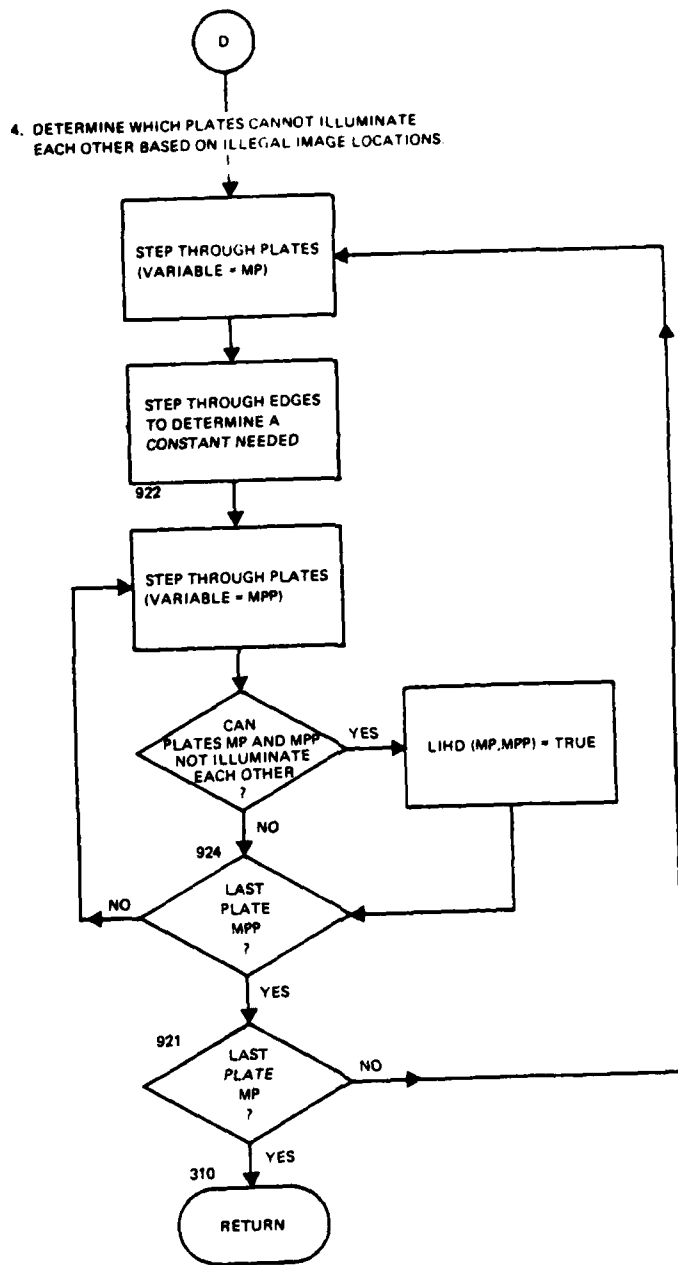 D
4. DETERMINE WHICH PLATES CANNOT ILLUMINATE
EACH OTHER BASED ON ILLEGAL IMAGE LOCATIONS.
STEP THROUGH PLATES
(VARIABLE = MP)
STEP THROUGH EDGES
TO DETERMINE A
CONSTANT NEEDED
922
STEP THROUGH PLATES
(VARIABLE = MPP)
CAN
PLATES MP AND MPP
NOT ILLUMINATE
EACH OTHER
?
YES
LIHD (MP,MPP) = TRUE
NO
924
LAST
PLATE
MPP
?
NO
YES
921
LAST
PLATE
MP
?
NO
YES
310
RETURN